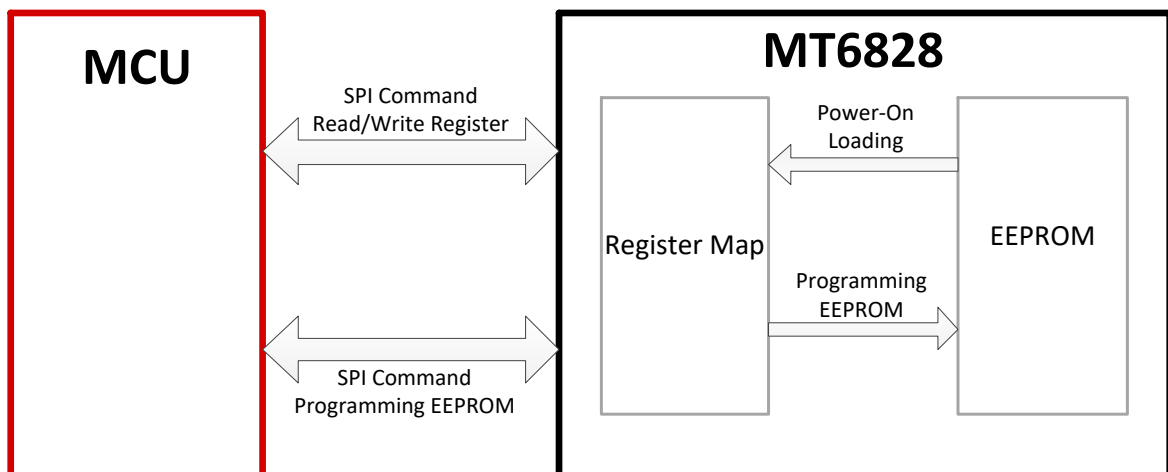 MCU
MT6828
SPI Command
Read/Write Register
Power-On
Loading
Register Map
EEPROM
Programming
EEPROM
SPI Command
Programming EEPROM